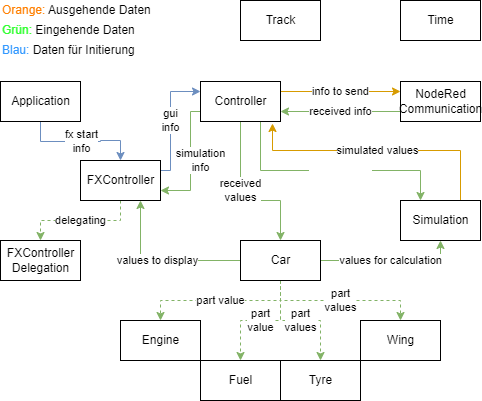 Orange: Ausgehende Daten
Grün: Eingehende Daten
Blau: Daten für Initierung
Track
Time
Application
Controller
NodeRed
Communication
info to send
received info
gui
info
fx start
info
simulation
info
simulated values
FXController
received
values
Simulation
delegating
FXController
Delegation
values to display
Car
values for calculation
part value
part
value
part
values
part
values
Engine
Wing
Fuel
Tyre